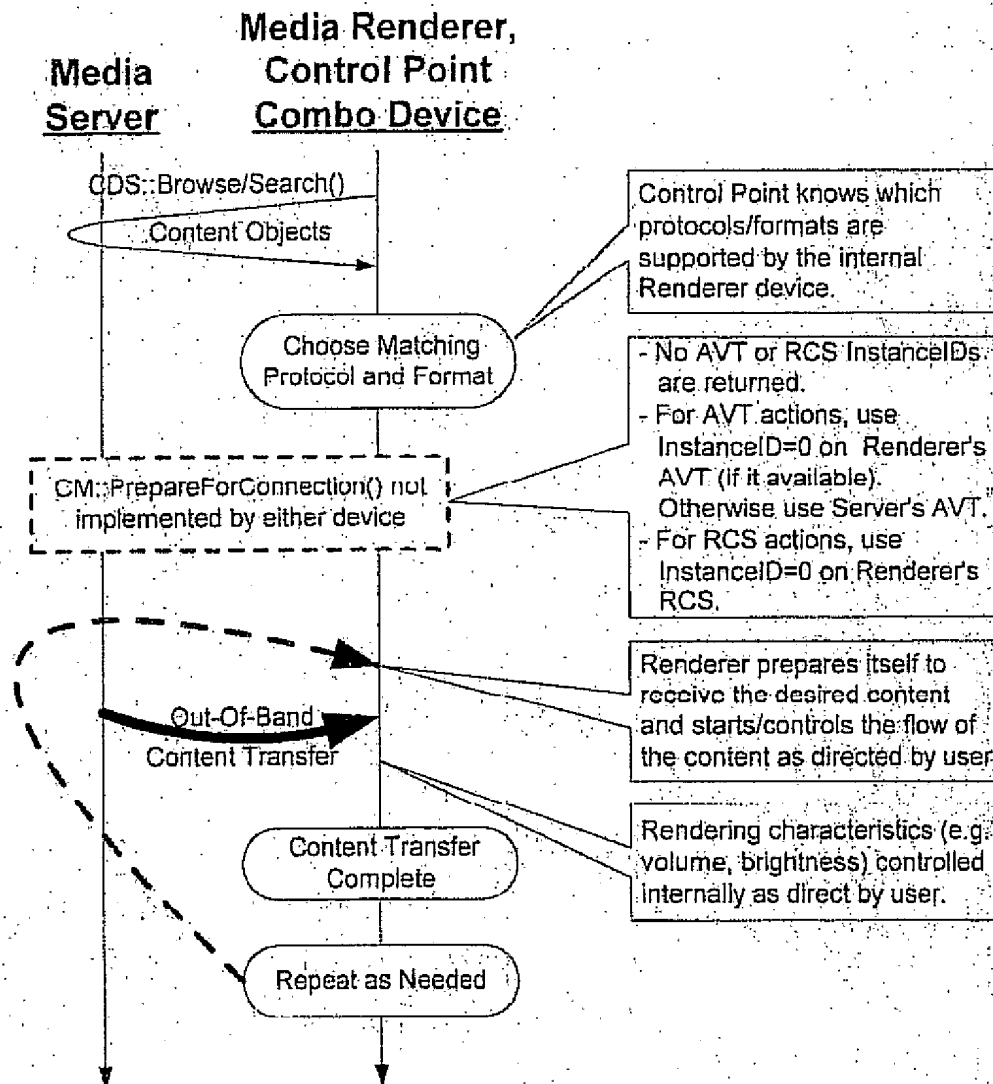 Media Renderer,
Control Point
Combo Device
Media
Server
CDS::Browse/Search()
Content Objects
Control Point knows which
protocols/formats are
supported by the internal
Renderer device.
Choose Matching
Protocol and Format
- No AVT or RCS InstanceIDs
are returned.
- For AVT actions, use
InstanceID=0 on Renderer's
AVT (if it available).
Otherwise use Server's AVT.
- For RCS actions, use
InstanceID=0 on Renderer's
RCS.
CM::PrepareForConnection() not
implemented by either device
Renderer prepares itself to
receive the desired content
and starts/controls the flow of
the content as directed by user
Out-Of-Band
Content Transfer
Rendering characteristics (e.g.
volume, brightness) controlled
internally as direct by user.
Content Transfer
Complete
Repeat as Needed